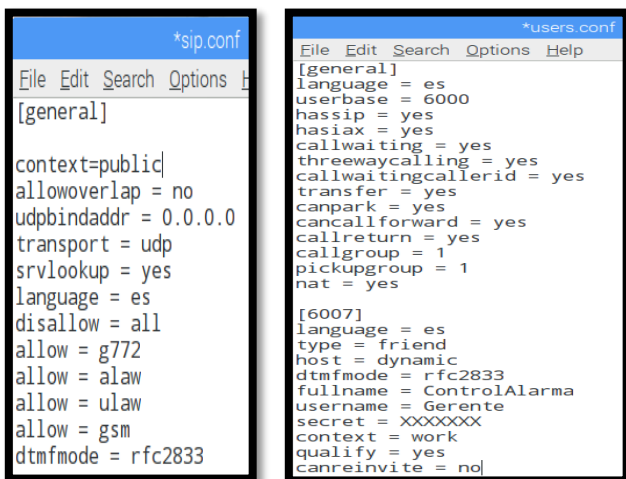 *sip.conf
File Edit Search Options
[general]
context=public
allowoverlap = no
udpbindaddr = 0.0.0.0
transport = udp
srvlookup = yes
language = es
disallow = all
allow = g772
allow = alaw
allow = ulaw
allow = gsm
dtmfmode = rfc2833
*users.conf
File Edit Search Options Help
[general]
language = es
userbase = 6000
hassip = yes
hasiax = yes
callwaiting = yes
threewaycalling = yes
callwaitingcallerid = yes
transfer = yes
canpark = yes
cancallforward = yes
callreturn = yes
callgroup = 1
pickupgroup = 1
nat = yes
[6007]
language = es
type = friend
host = dynamic
dtmfmode = rfc2833
fullname = ControlAlarma
username = Gerente
secret = XXXXXXX
context = work
qualify = yes
canreinvite = no